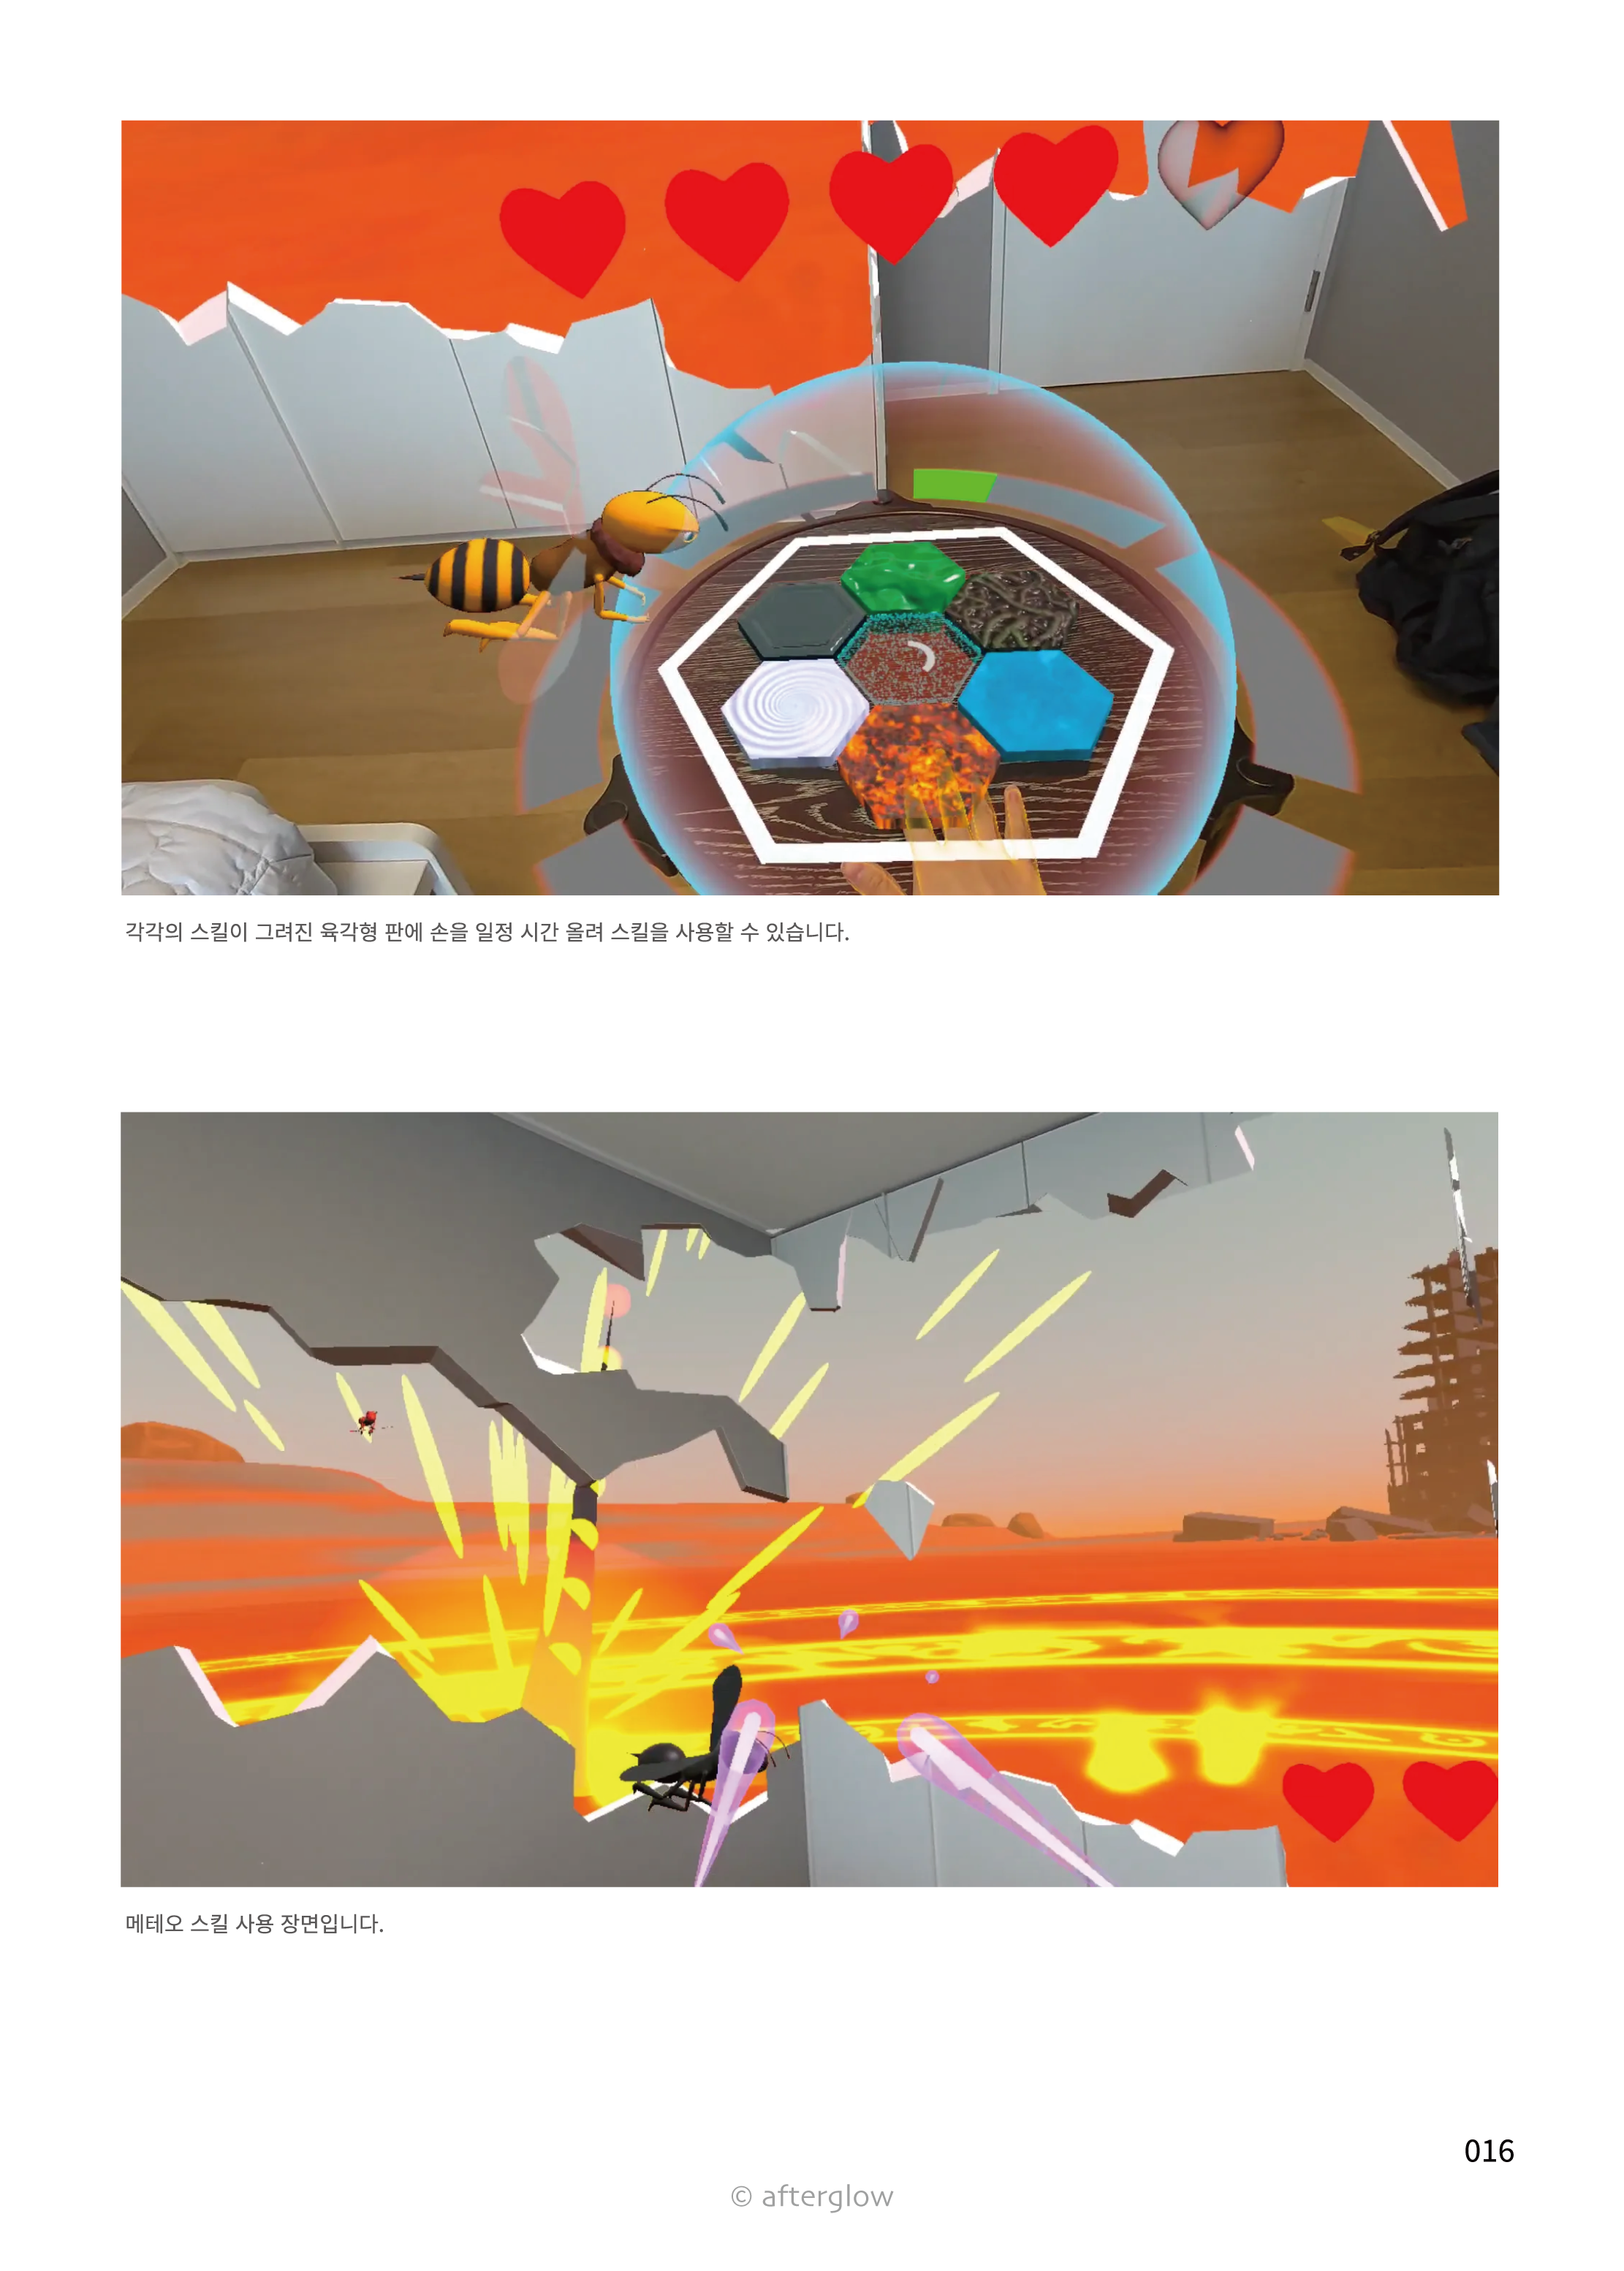 각각의 스킬이 그려진 육각형 판에 손을 일정 시간 올려 스킬을 사용할 수 있습니다.
메테오 스킬 사용 장면입니다.
016
© afterglow